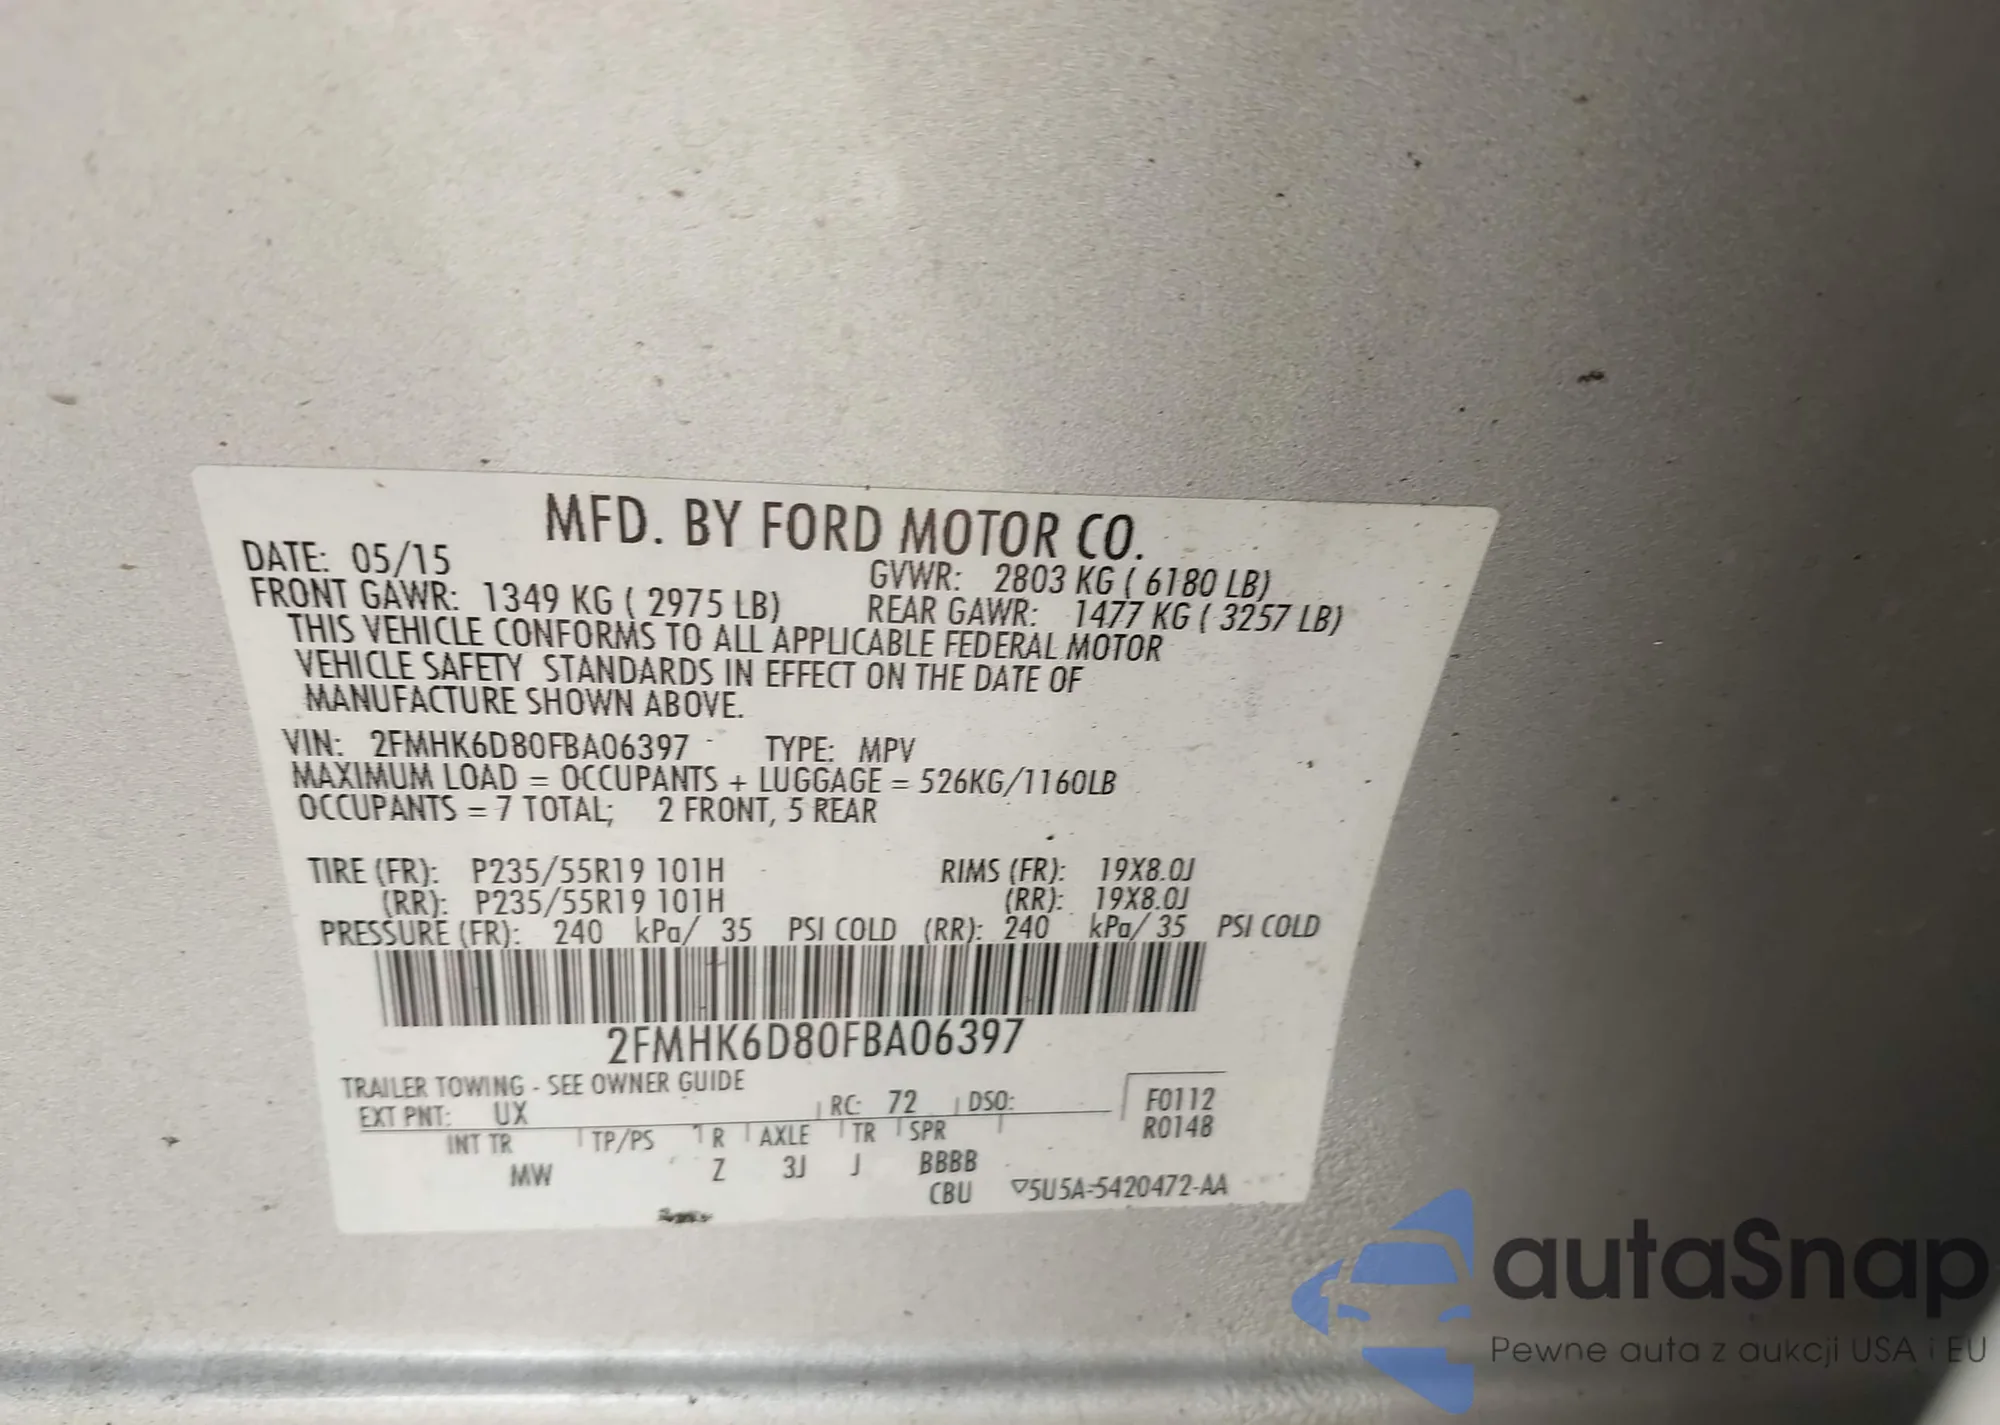 MFD. BY FORD MOTOR CO.
DATE: 05/15
GVWR: 2803 KG ( 6180 LB)
FRONT GAWR: 1349 KG ( 2975 LB)
REAR GAWR: 1477 KG ( 3257 LB)
THIS VEHICLE CONFORMS TO ALL APPLICABLE FEDERAL MOTOR
VEHICLE SAFETY STANDARDS IN EFFECT ON THE DATE OF
MANUFACTURE SHOWN ABOVE.
VIN: 2FMHK6D80FBA06397 TYPE: MPV
MAXIMUM LOAD = OCCUPANTS + LUGGAGE = 526KG/1160LB
OCCUPANTS = 7 TOTAL; 2 FRONT, 5 REAR
TIRE (FR): P235/55R19 101H RIMS (FR): 19X8.0J
(RR): P235/55R19 101H (RR): 19X8.0J
PRESSURE (FR): 240 kPa/ 35 PSI COLD (RR): 240 kPa/ 35 PSI COLD
2FMHK6D80FBA06397
TRAILER TOWING - SEE OWNER GUIDE
EXT PNT: UX RC: 72 DSO: F0112
R0148
INT TR TP/PS R AXLE TR SPR
MW Z 3J J BBBB
CBU ▽5U5A-5420472-AA
autaSnap
Pewne auta z aukcji USA i EU